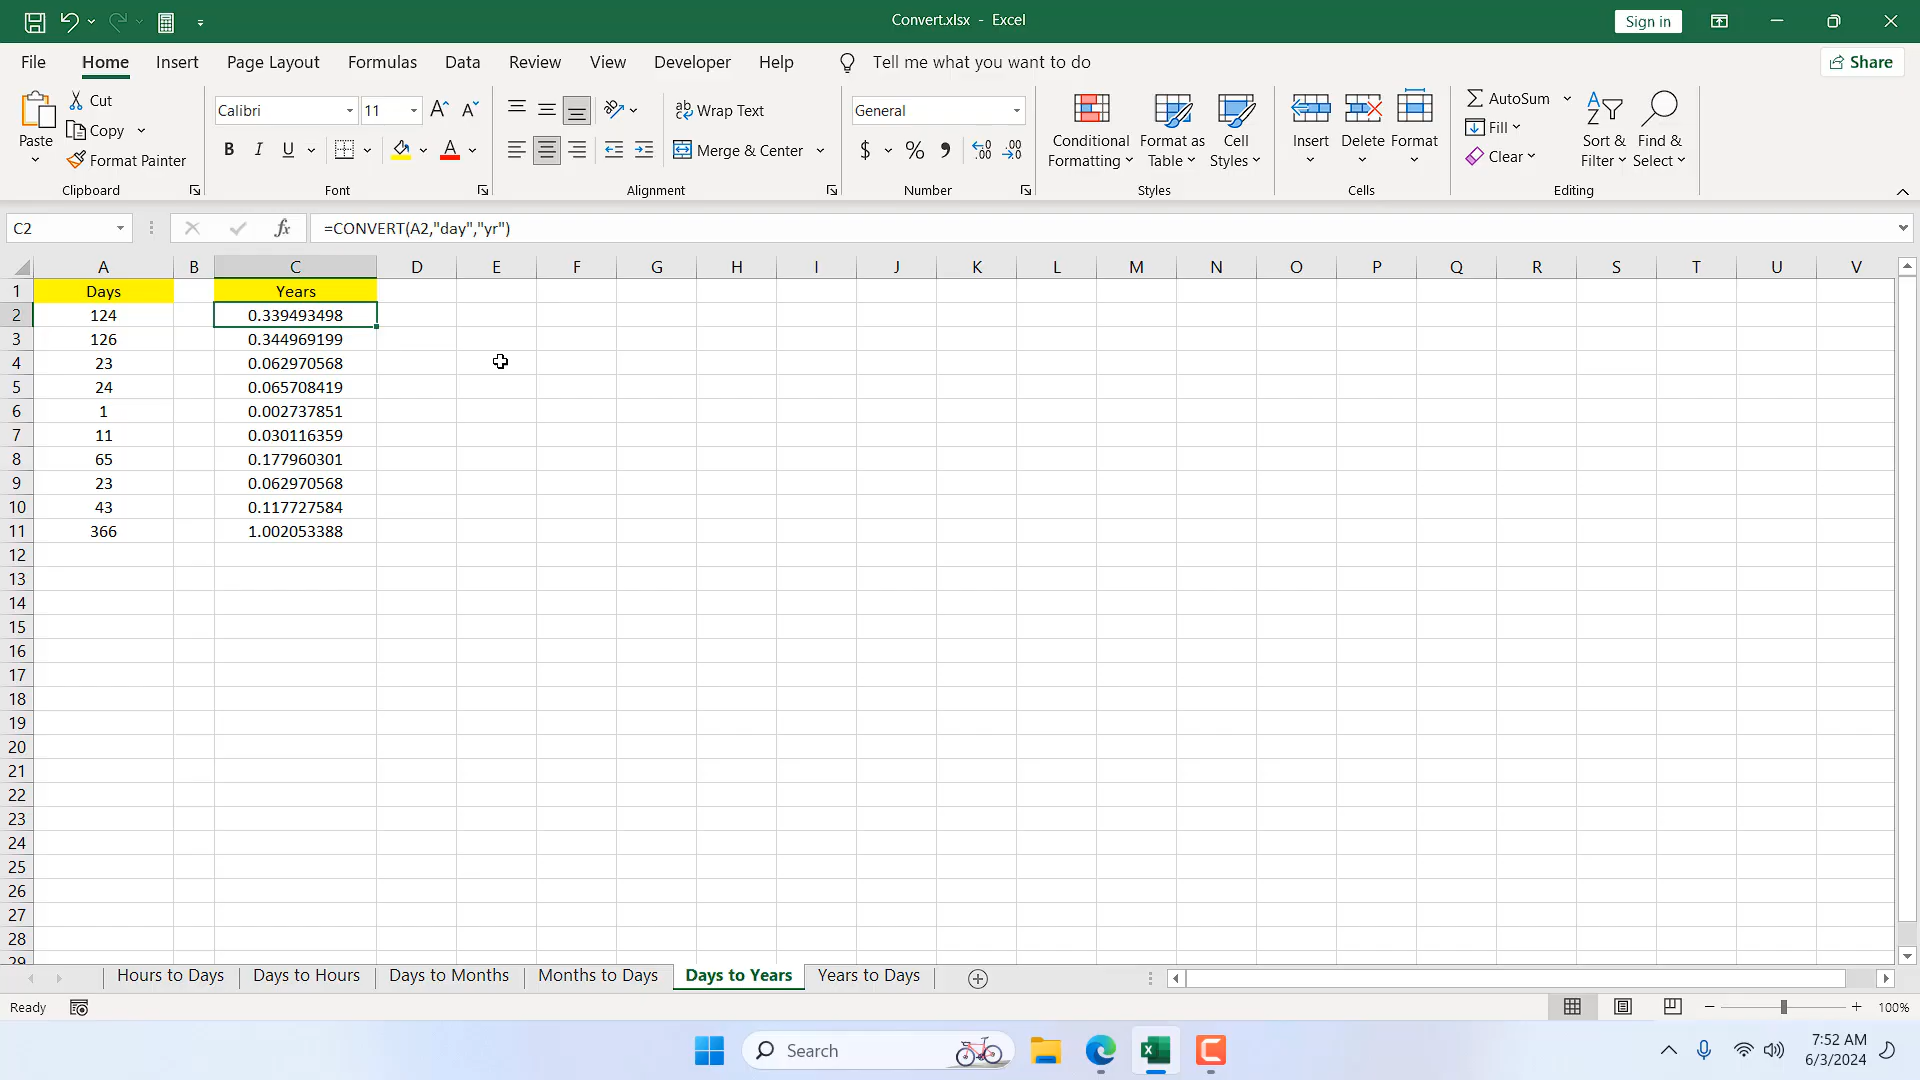 Convert.xlsx - Excel
Sign in
File Home Insert Page Layout Formulas Data Review View Developer Help Tell me what you want to do
Share
Paste
Cut
Copy
Format Painter
Clipboard
Calibri 11
B I U A
Font
Wrap Text
Merge & Center
Alignment
General
$ % ,
Number
Conditional Formatting
Format as Table
Cell Styles
Styles
Insert Delete Format
Cells
AutoSum
Fill
Clear
Sort & Filter
Find & Select
Editing
C2 fx =CONVERT(A2,"day","yr")
A B C D E F G H I J K L M N O P Q R S T U V
1 Days Years
2 124 0.339493498
3 126 0.344969199
4 23 0.062970568
5 24 0.065708419
6 1 0.002737851
7 11 0.030116359
8 65 0.177960301
9 23 0.062970568
10 43 0.117727584
11 366 1.002053388
12
13
14
15
16
17
18
19
20
21
22
23
24
25
26
27
28
29
Hours to Days Days to Hours Days to Months Months to Days Days to Years Years to Days
Ready
100%
Search
7:52 AM
6/3/2024